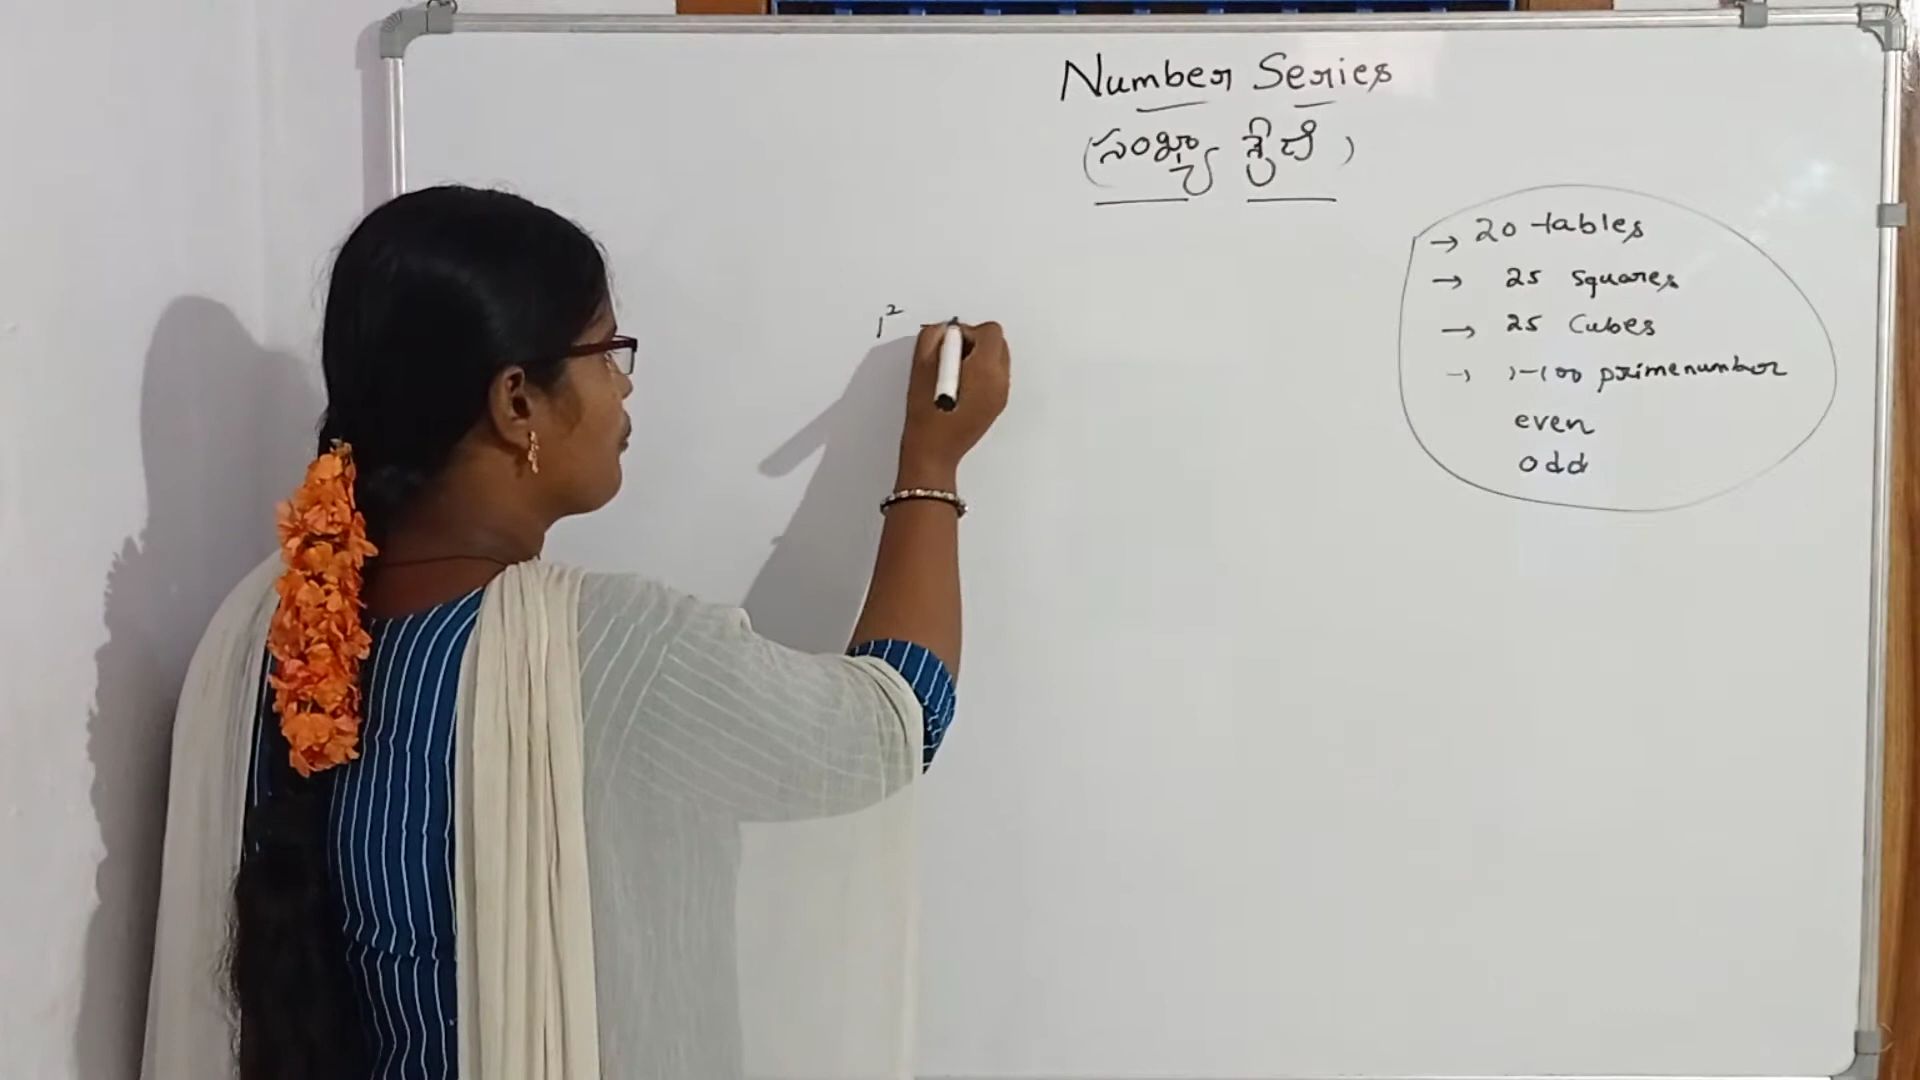 Number Series
(ಸಂಖ್ಯಾ ಶ್ರೇಣಿ)
→ 20 tables
→ 25 Squares
→ 25 Cubes
→ 1-100 primenumber
even
odd
1²